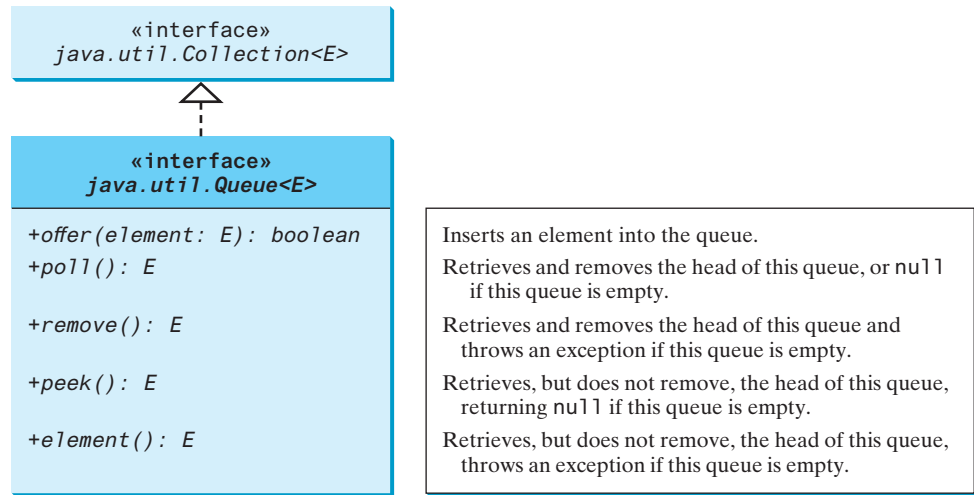 «interface»
java.util.Collection<E>
«interface»
java.util.Queue<E>
+offer(element: E): boolean
Inserts an element into the queue.
+poll(): E
Retrieves and removes the head of this queue, or null
if this queue is empty.
+remove(): E
Retrieves and removes the head of this queue and
throws an exception if this queue is empty.
+peek(): E
Retrieves, but does not remove, the head of this queue,
returning null if this queue is empty.
+element(): E
Retrieves, but does not remove, the head of this queue,
throws an exception if this queue is empty.